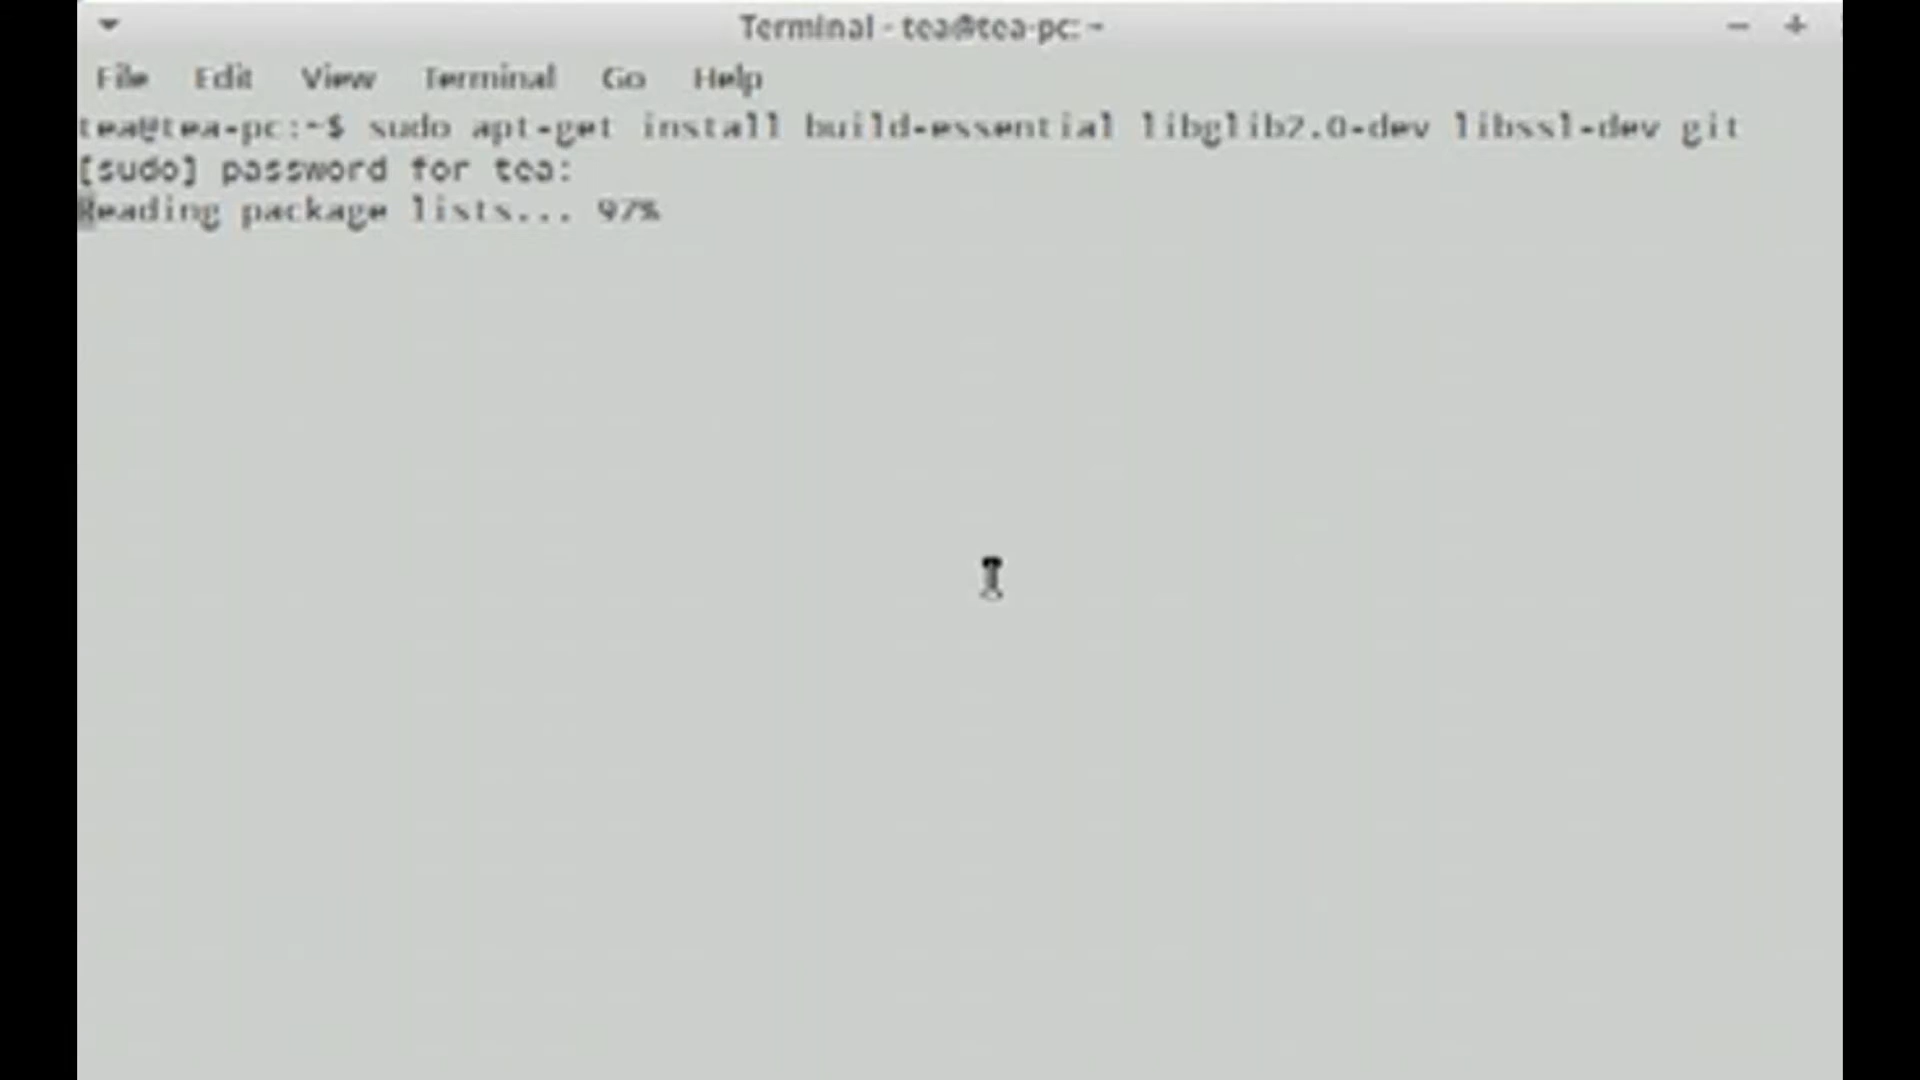 Terminal - tea@tea-pc: ~
File Edit View Terminal Go Help
tea@tea-pc:~$ sudo apt-get install build-essential libglib2.0-dev libssl-dev git
[sudo] password for tea:
Reading package lists... 97%